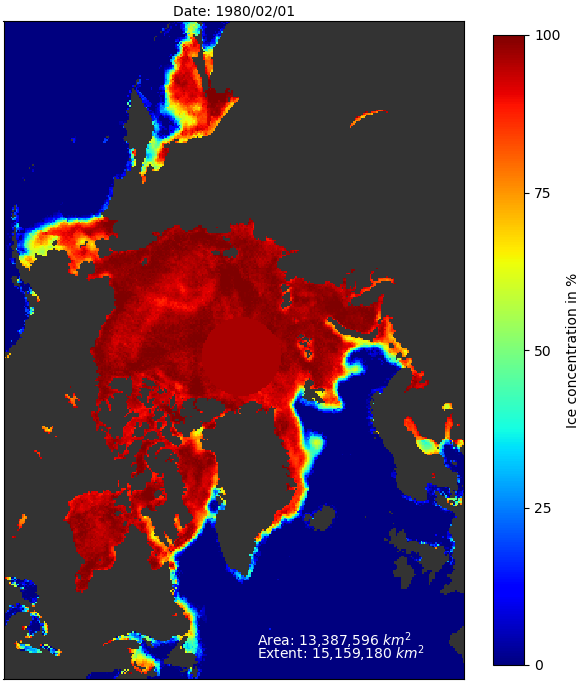 Date: 1980/02/01
100
75
50
25
0
Ice concentration in %
Area: 13,387,596 km²
Extent: 15,159,180 km²